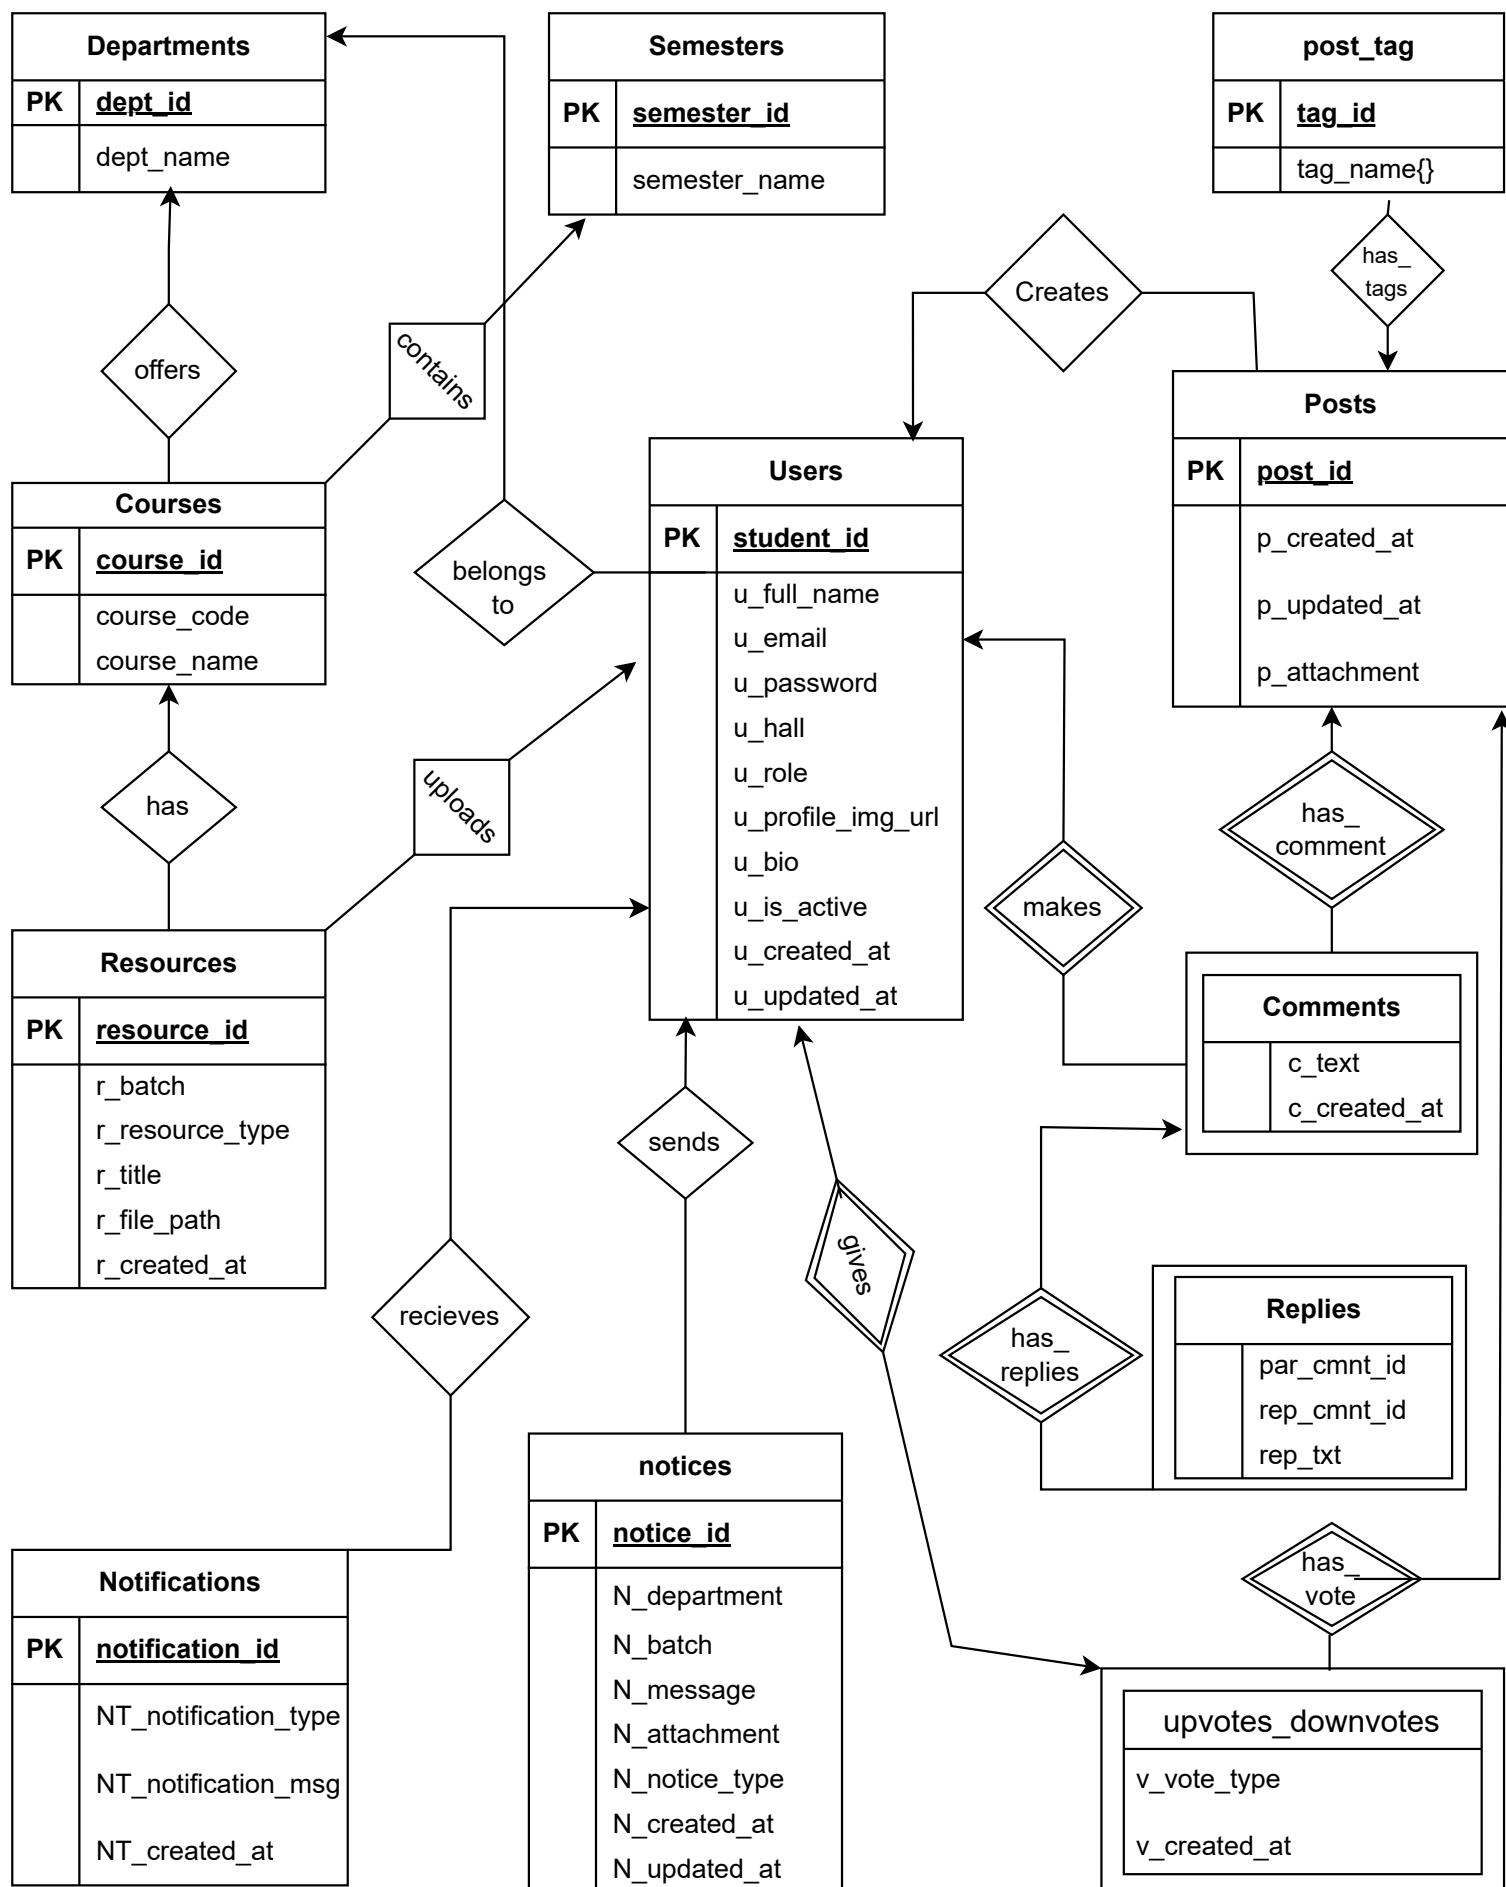 Departments
PK dept_id
dept_name
Semesters
PK semester_id
semester_name
post_tag
PK tag_id
tag_name{}
has_
tags
Creates
offers
contains
Posts
PK post_id
p_created_at
p_updated_at
p_attachment
Users
PK student_id
u_full_name
u_email
u_password
u_hall
u_role
u_profile_img_url
u_bio
u_is_active
u_created_at
u_updated_at
Courses
PK course_id
course_code
course_name
belongs
to
has
uploads
has_
comment
makes
Resources
PK resource_id
r_batch
r_resource_type
r_title
r_file_path
r_created_at
Comments
c_text
c_created_at
sends
gives
recieves
has_
replies
Replies
par_cmnt_id
rep_cmnt_id
rep_txt
notices
PK notice_id
N_department
N_batch
N_message
N_attachment
N_notice_type
N_created_at
N_updated_at
has_
vote
Notifications
PK notification_id
NT_notification_type
NT_notification_msg
NT_created_at
upvotes_downvotes
v_vote_type
v_created_at